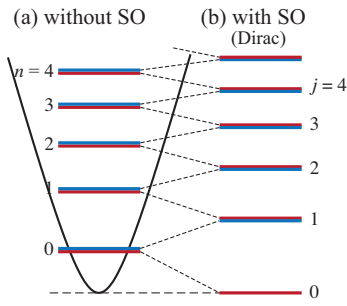 (a) without SO
(b) with SO
(Dirac)
n = 4
3
2
1
0
j = 4
3
2
1
0